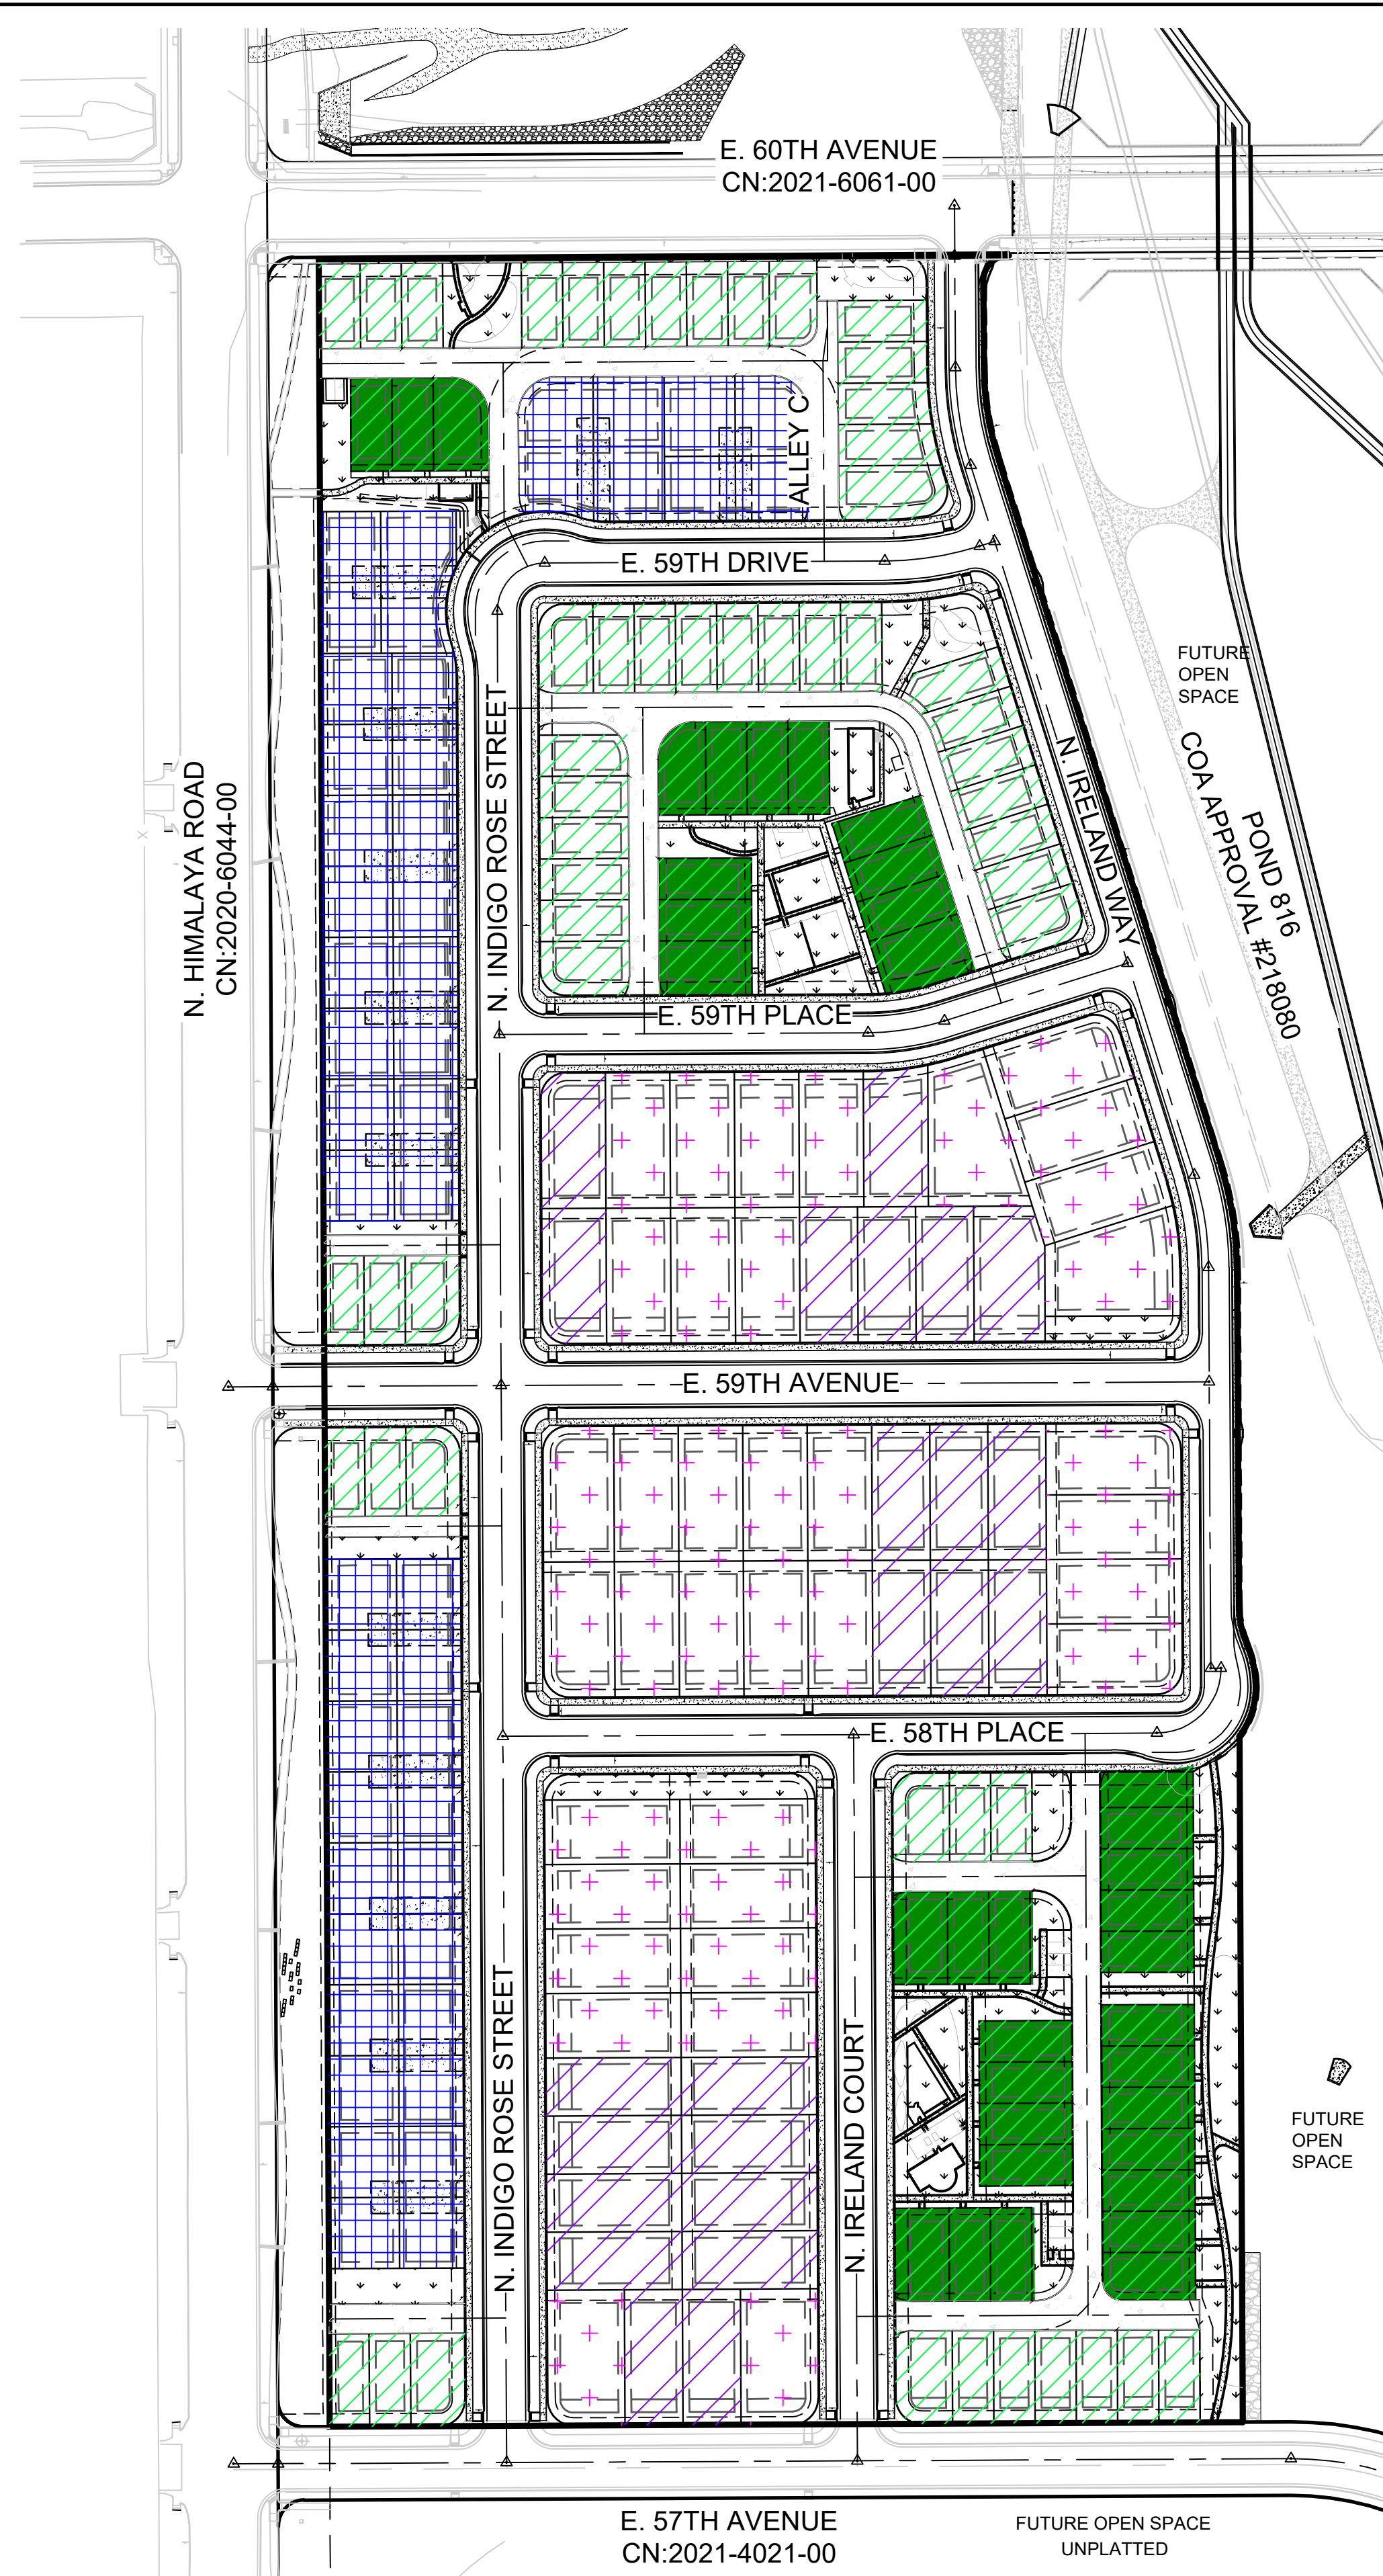 E. 60TH AVENUE
CN:2021-6061-00
ALLEY C
E. 59TH DRIVE
FUTURE
OPEN
SPACE
N. INDIGO ROSE STREET
N. IRELAND WAY
N. HIMALAYA ROAD
CN:2020-6044-00
POND 816
COA APPROVAL #218080
E. 59TH PLACE
E. 59TH AVENUE
E. 58TH PLACE
N. INDIGO ROSE STREET
N. IRELAND COURT
FUTURE
OPEN
SPACE
E. 57TH AVENUE
CN:2021-4021-00
FUTURE OPEN SPACE
UNPLATTED